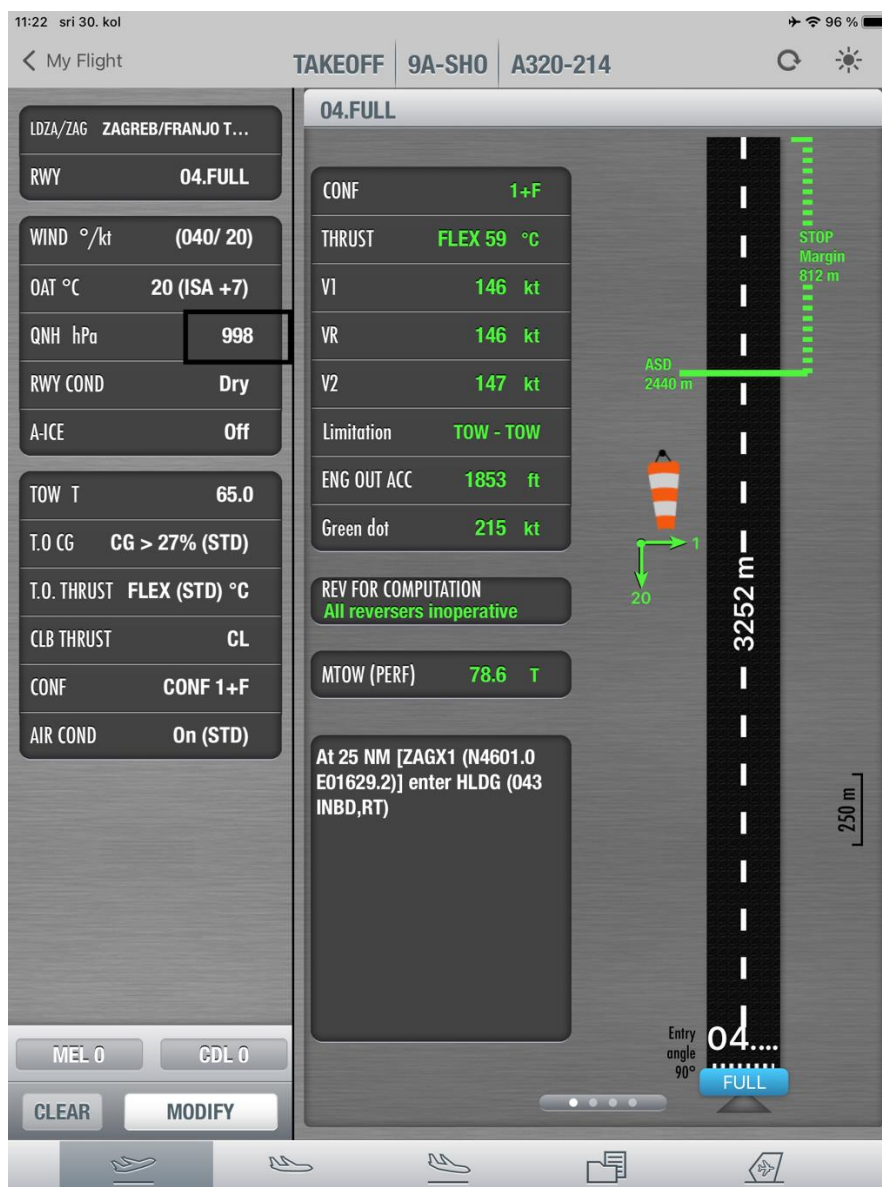 11:22 sri 30. kol
96 %
My Flight
TAKEOFF 9A-SHO A320-214
LDZA/ZAG ZAGREB/FRANJO T...
RWY 04.FULL
WIND °/kt (040/ 20)
OAT °C 20 (ISA +7)
QNH hPa 998
RWY COND Dry
A-ICE Off
TOW T 65.0
T.O CG CG > 27% (STD)
T.O. THRUST FLEX (STD) °C
CLB THRUST CL
CONF CONF 1+F
AIR COND On (STD)
MEL 0 CDL 0
CLEAR MODIFY
04.FULL
CONF 1+F
THRUST FLEX 59 °C
V1 146 kt
VR 146 kt
V2 147 kt
Limitation TOW - TOW
ENG OUT ACC 1853 ft
Green dot 215 kt
REV FOR COMPUTATION
All reversers inoperative
MTOW (PERF) 78.6 T
At 25 NM [ZAGX1 (N4601.0
E01629.2)] enter HLDG (043
INBD,RT)
STOP
Margin
812 m
ASD
2440 m
1
20
3252 m
250 m
Entry
angle
90°
04....
FULL